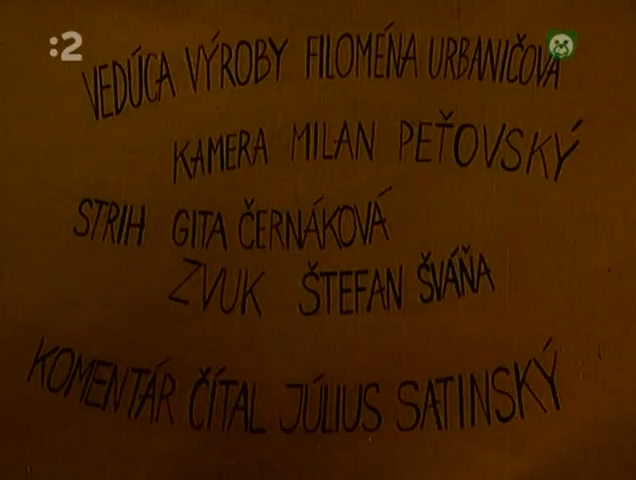 :2
VEDÚCA VÝROBY FILOMÉNA URBANIČOVÁ
KAMERA MILAN PEŤOVSKÝ
STRIH GITA ČERNÁKOVÁ
ZVUK ŠTEFAN ŠVÁŇA
KOMENTÁR ČÍTAL JÚLIUS SATINSKÝ